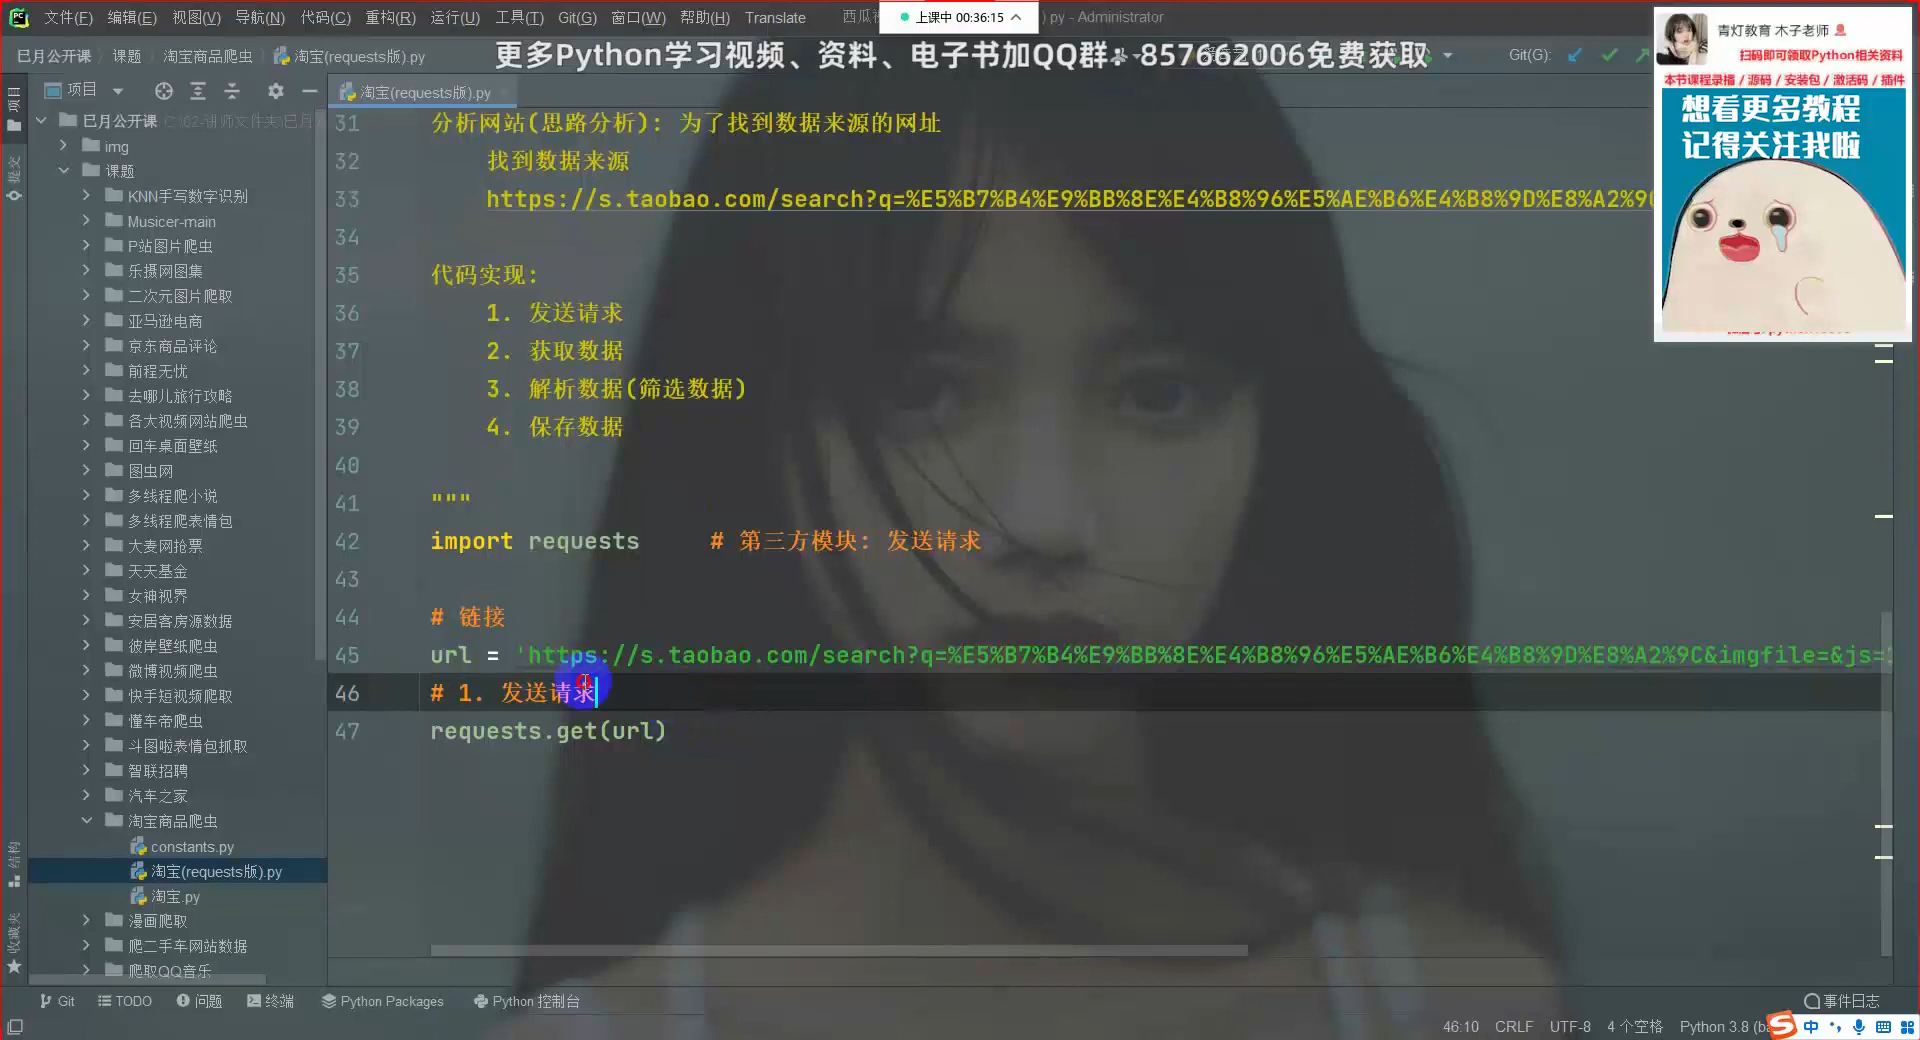 文件(F) 编辑(E) 视图(V) 导航(N) 代码(C) 重构(R) 运行(U) 工具(T) Git(G) 窗口(W) 帮助(H) Translate
上课中 00:36:15
) py - Administrator
巳月公开课 课题 淘宝商品爬虫 淘宝(requests版).py
更多Python学习视频、资料、电子书加QQ群:857662006免费获取
Git(G):
青灯教育 木子老师
扫码即可领取Python相关资料
本节课程录播 / 源码 / 安装包 / 激活码 / 插件
想看更多教程
记得关注我啦
项目
提交
结构
收藏夹
项目
巳月公开课
img
课题
KNN手写数字识别
Musicer-main
P站图片爬虫
乐摄网图集
二次元图片爬取
亚马逊电商
京东商品评论
前程无忧
去哪儿旅行攻略
各大视频网站爬虫
回车桌面壁纸
图虫网
多线程爬小说
多线程爬表情包
大麦网抢票
天天基金
女神视界
安居客房源数据
彼岸壁纸爬虫
微博视频爬虫
快手短视频爬取
懂车帝爬虫
斗图啦表情包抓取
智联招聘
汽车之家
淘宝商品爬虫
constants.py
淘宝(requests版).py
淘宝.py
漫画爬取
爬二手车网站数据
爬取QQ音乐
淘宝(requests版).py
31 分析网站(思路分析): 为了找到数据来源的网址
32 找到数据来源
33 https://s.taobao.com/search?q=%E5%B7%B4%E9%BB%8E%E4%B8%96%E5%AE%B6%E4%B8%9D%E8%A2%9
34
35 代码实现:
36 1. 发送请求
37 2. 获取数据
38 3. 解析数据(筛选数据)
39 4. 保存数据
40
41 """
42 import requests # 第三方模块: 发送请求
43
44 # 链接
45 url = 'https://s.taobao.com/search?q=%E5%B7%B4%E9%BB%8E%E4%B8%96%E5%AE%B6%E4%B8%9D%E8%A2%9C&imgfile=&js=
46 # 1. 发送请求
47 requests.get(url)
Git TODO 问题 终端 Python Packages Python 控制台
事件日志
46:10 CRLF UTF-8 4 个空格 Python 3.8 (ba
中